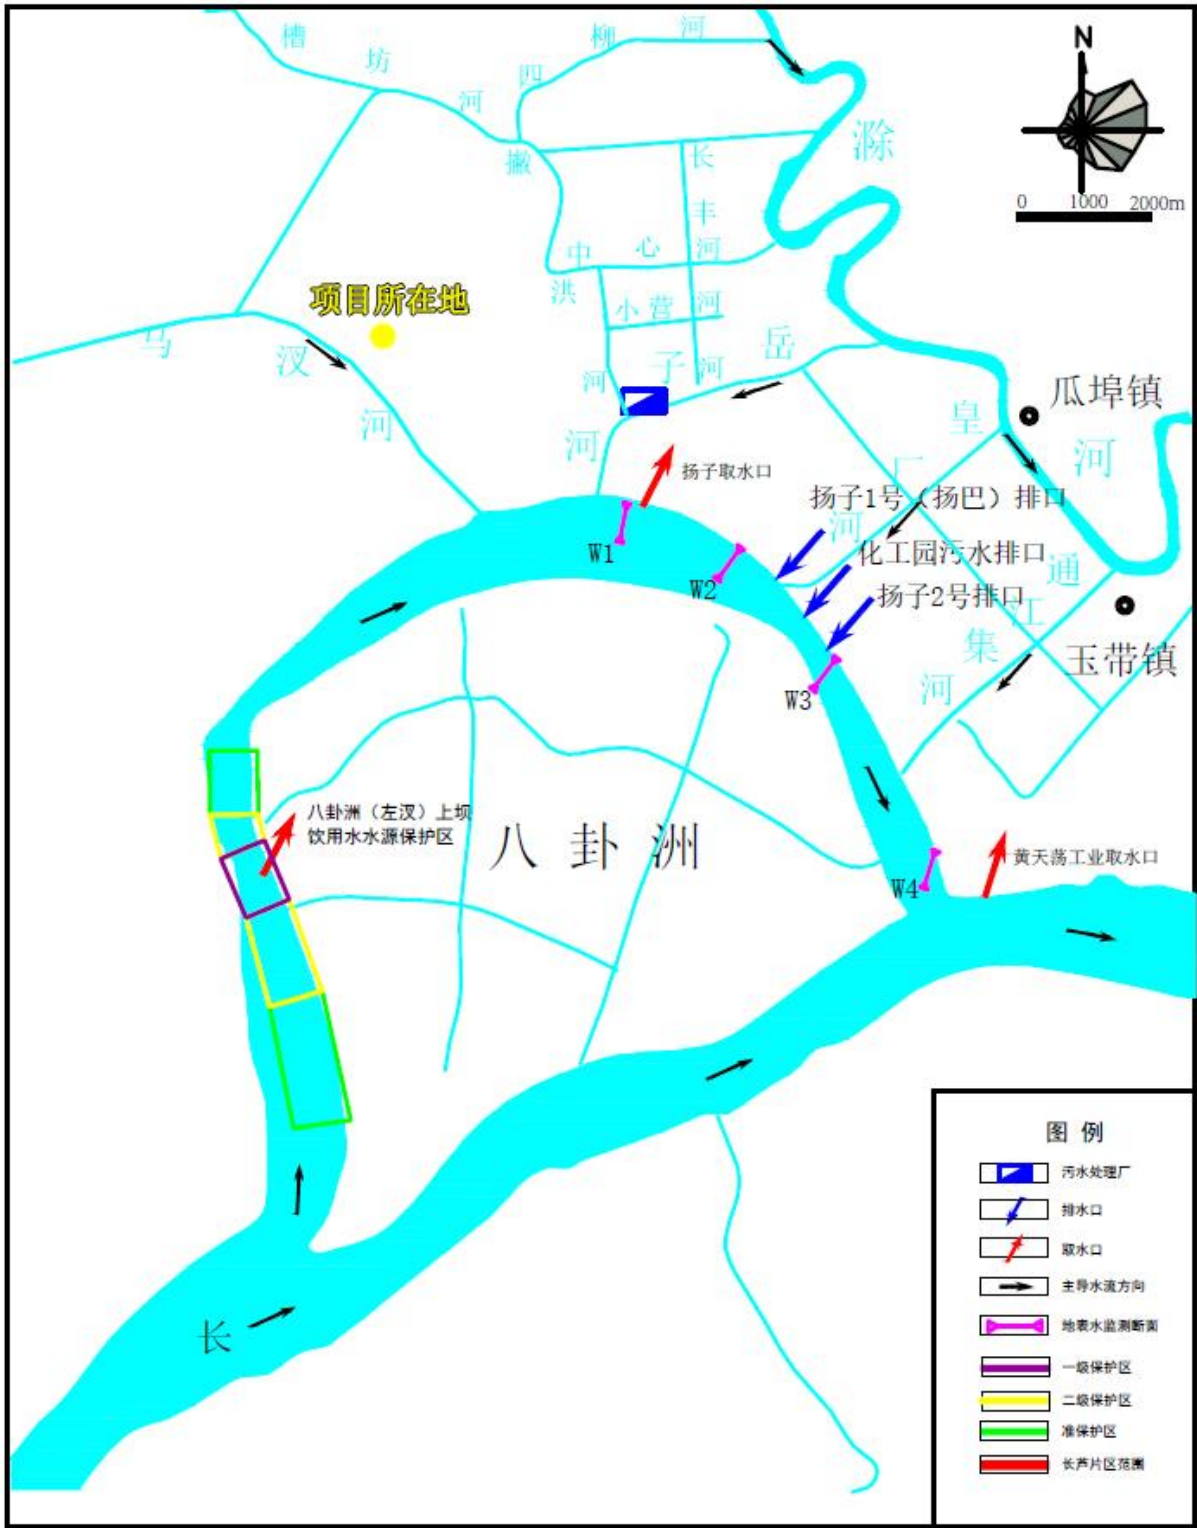 槽坊河
四柳河
撇洪河
滁河
长丰河
中心河
小营河
N
0 1000 2000m
项目所在地
马汊河
岳子河
瓜埠镇
皇厂河
扬子取水口
扬子1号（扬巴）排口
化工园污水排口
扬子2号排口
通江集河
玉带镇
W1
W2
W3
W4
八卦洲（左汊）上坝
饮用水水源保护区
八卦洲
黄天荡工业取水口
长
图 例
污水处理厂
排水口
取水口
主导水流方向
地表水监测断面
一级保护区
二级保护区
准保护区
长芦片区范围